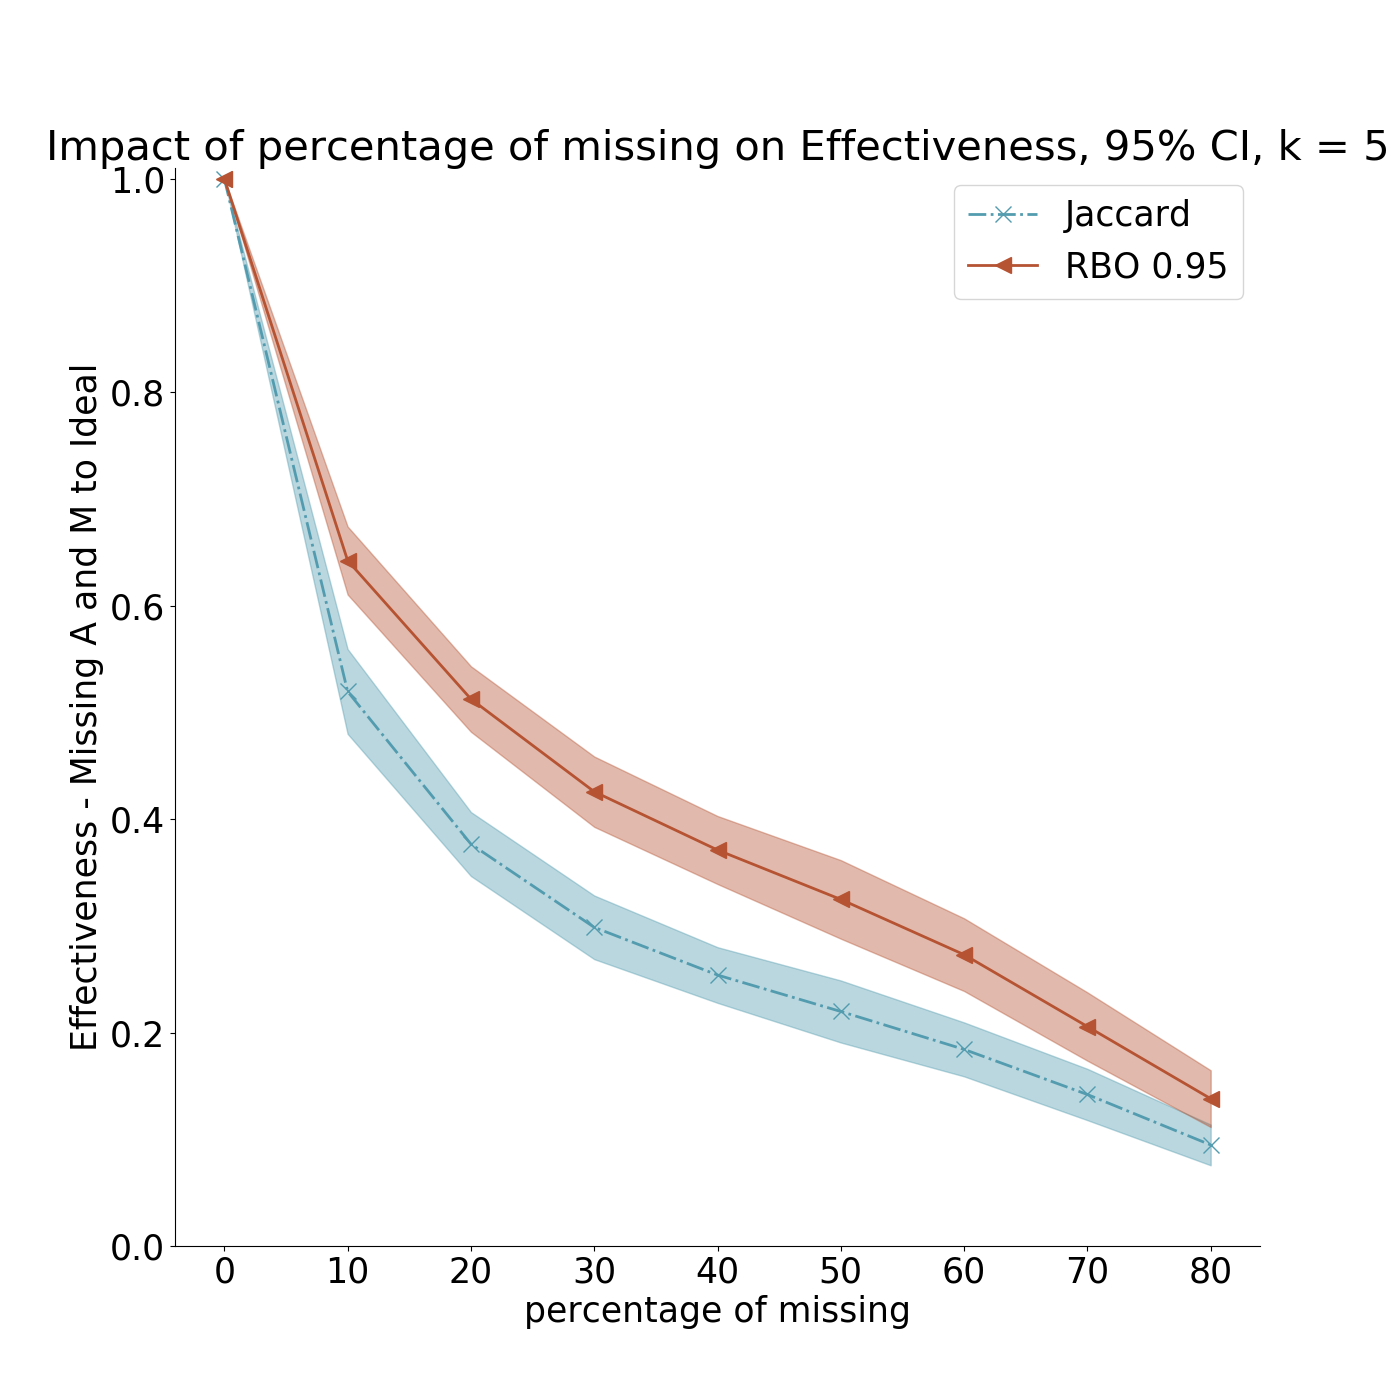 Impact of percentage of missing on Effectiveness, 95% CI, k = 5
Jaccard
RBO 0.95
Effectiveness - Missing A and M to Ideal
1.0
0.8
0.6
0.4
0.2
0.0
0 10 20 30 40 50 60 70 80
percentage of missing